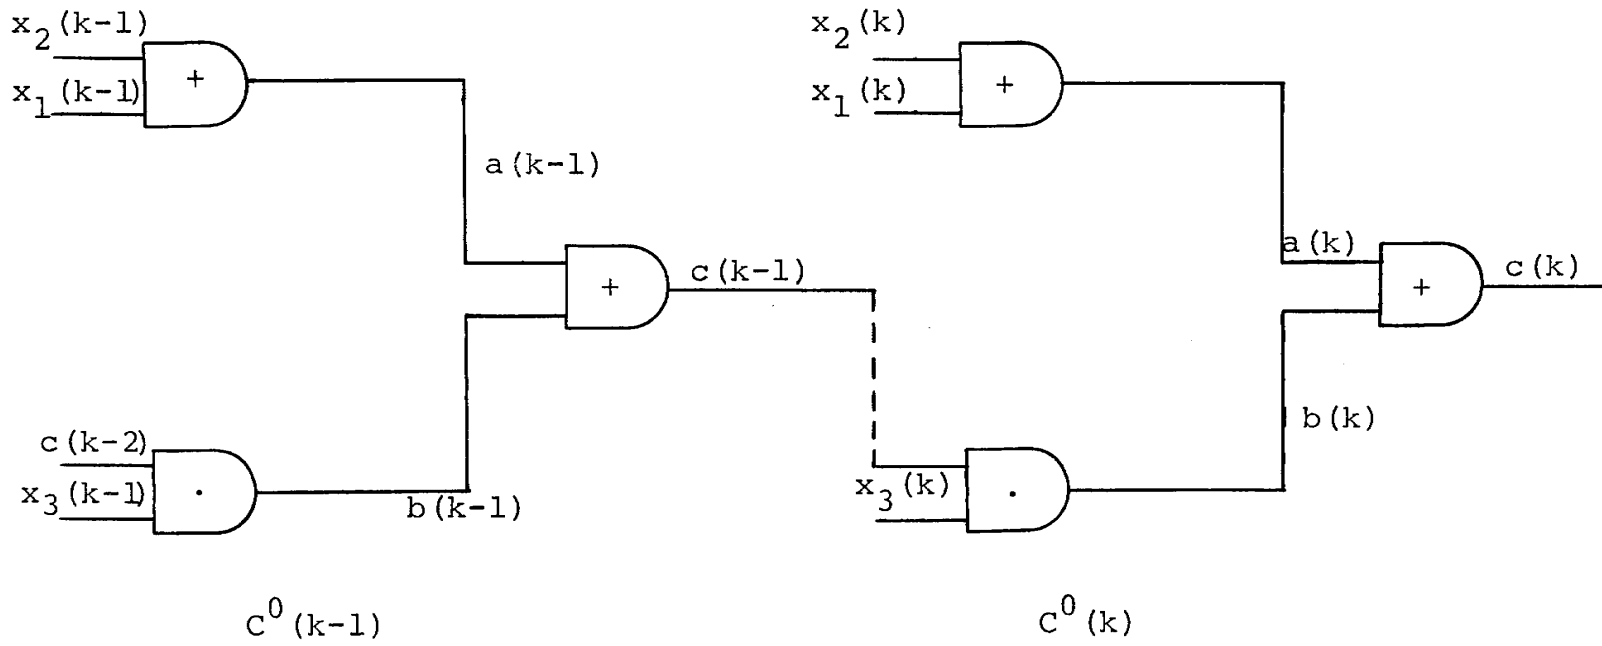 x₂(k-1)
x₁(k-1)
+
a(k-1)
+
c(k-1)
c(k-2)
x₃(k-1)
.
b(k-1)
C⁰(k-1)
x₂(k)
x₁(k)
+
a(k)
+
c(k)
b(k)
x₃(k)
.
C⁰(k)